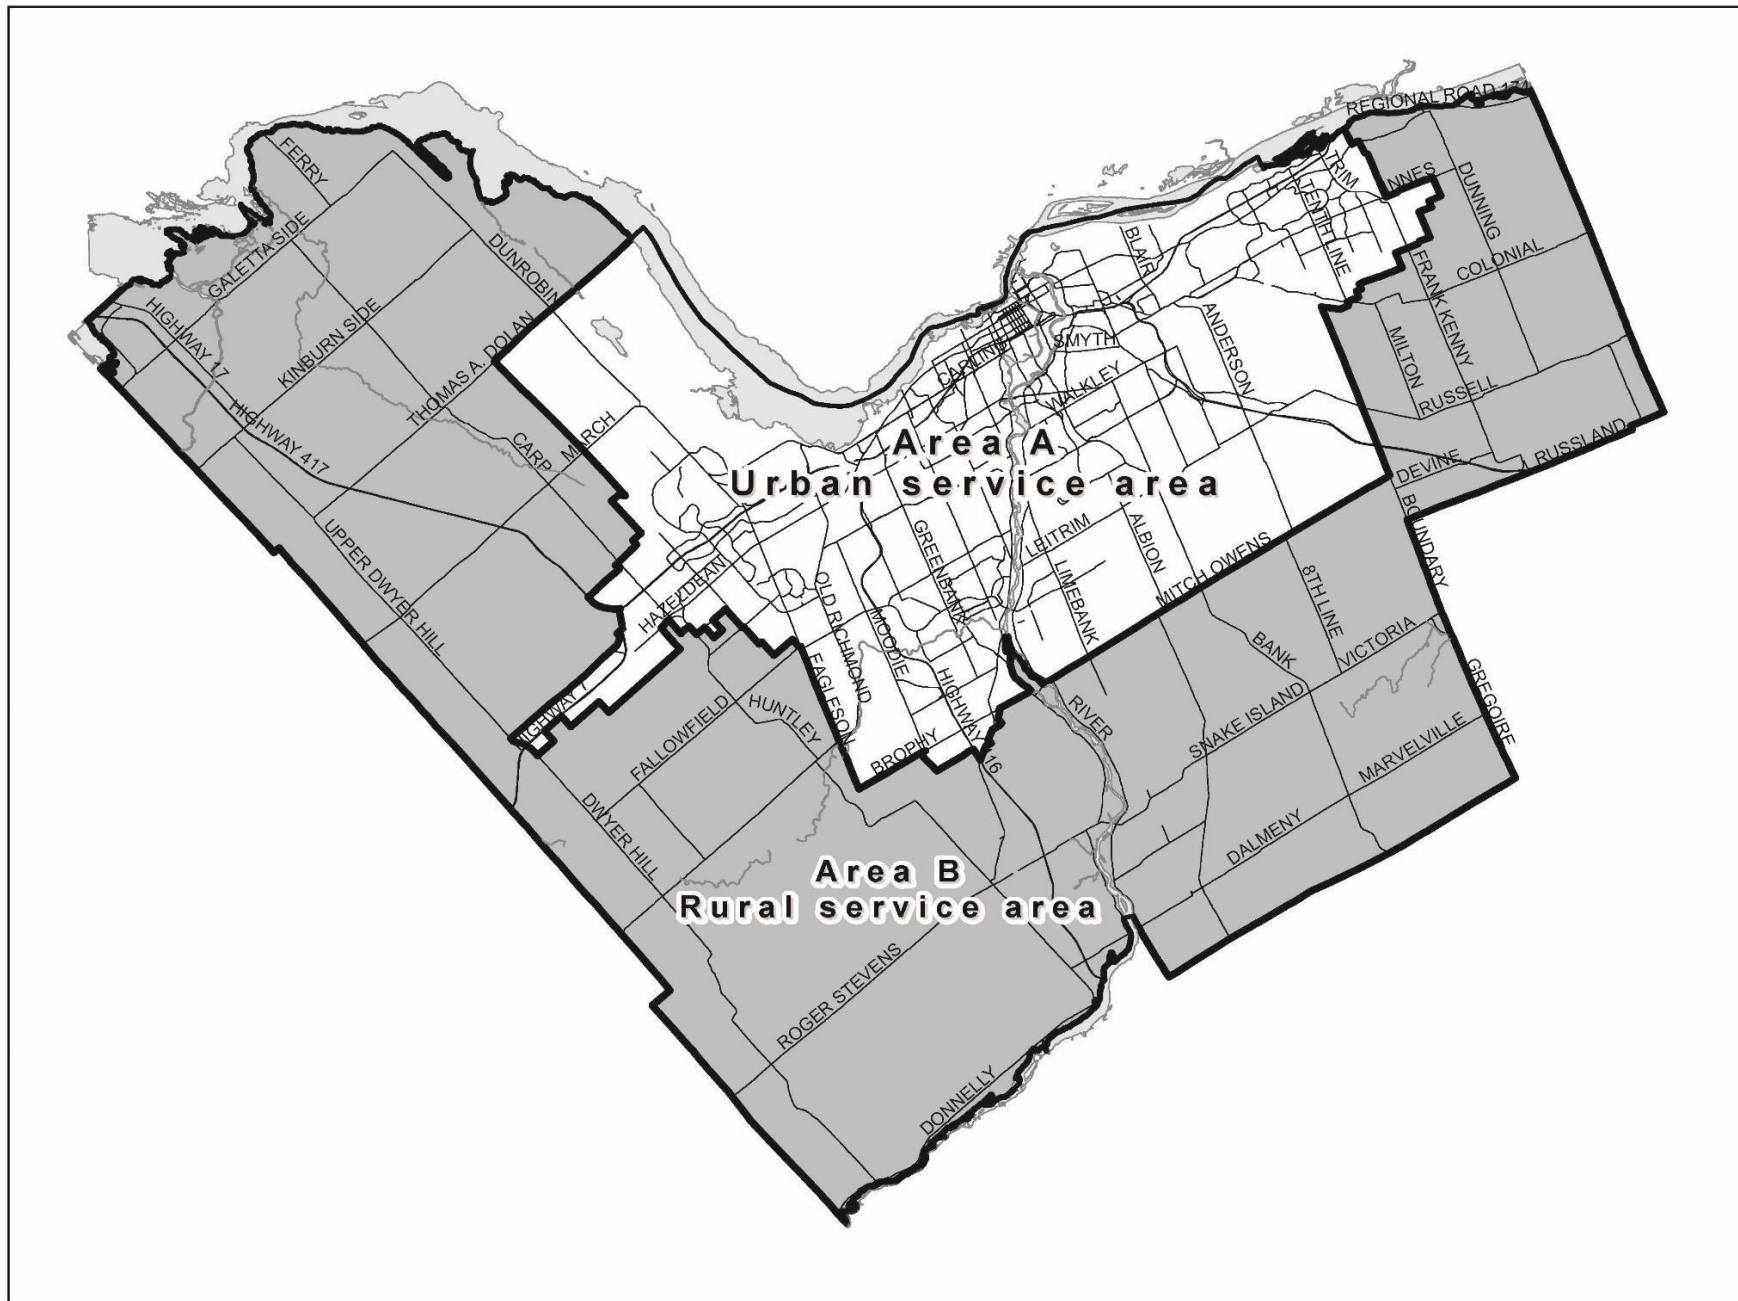 REGIONAL ROAD 174
FERRY
TRIM
INNES
DUNNING
TENTH LINE
GALETTA SIDE
DUNROBIN
BLAIR
COLONIAL
FRANK KENNY
HIGHWAY 17
KINBURN SIDE
THOMAS A. DOLAN
ANDERSON
MILTON
CARLING
SMYTH
WALKLEY
RUSSELL
HIGHWAY 417
CARP
MARCH
RUSSLAND
DEVINE
BOUNDARY
Area A
Urban service area
UPPER DWYER HILL
GREENBANK
LEITRIM
ALBION
MITCH OWENS
HAZELDEAN
OLD RICHMOND
MOODIE
LIMEBANK
8TH LINE
VICTORIA
BANK
GREGOIRE
EAGLESON
HIGHWAY 7
HUNTLEY
FALLOWFIELD
BROPHY
HIGHWAY 416
RIVER
SNAKE ISLAND
MARVELVILLE
DWYER HILL
DALMENY
Area B
Rural service area
ROGER STEVENS
DONNELLY